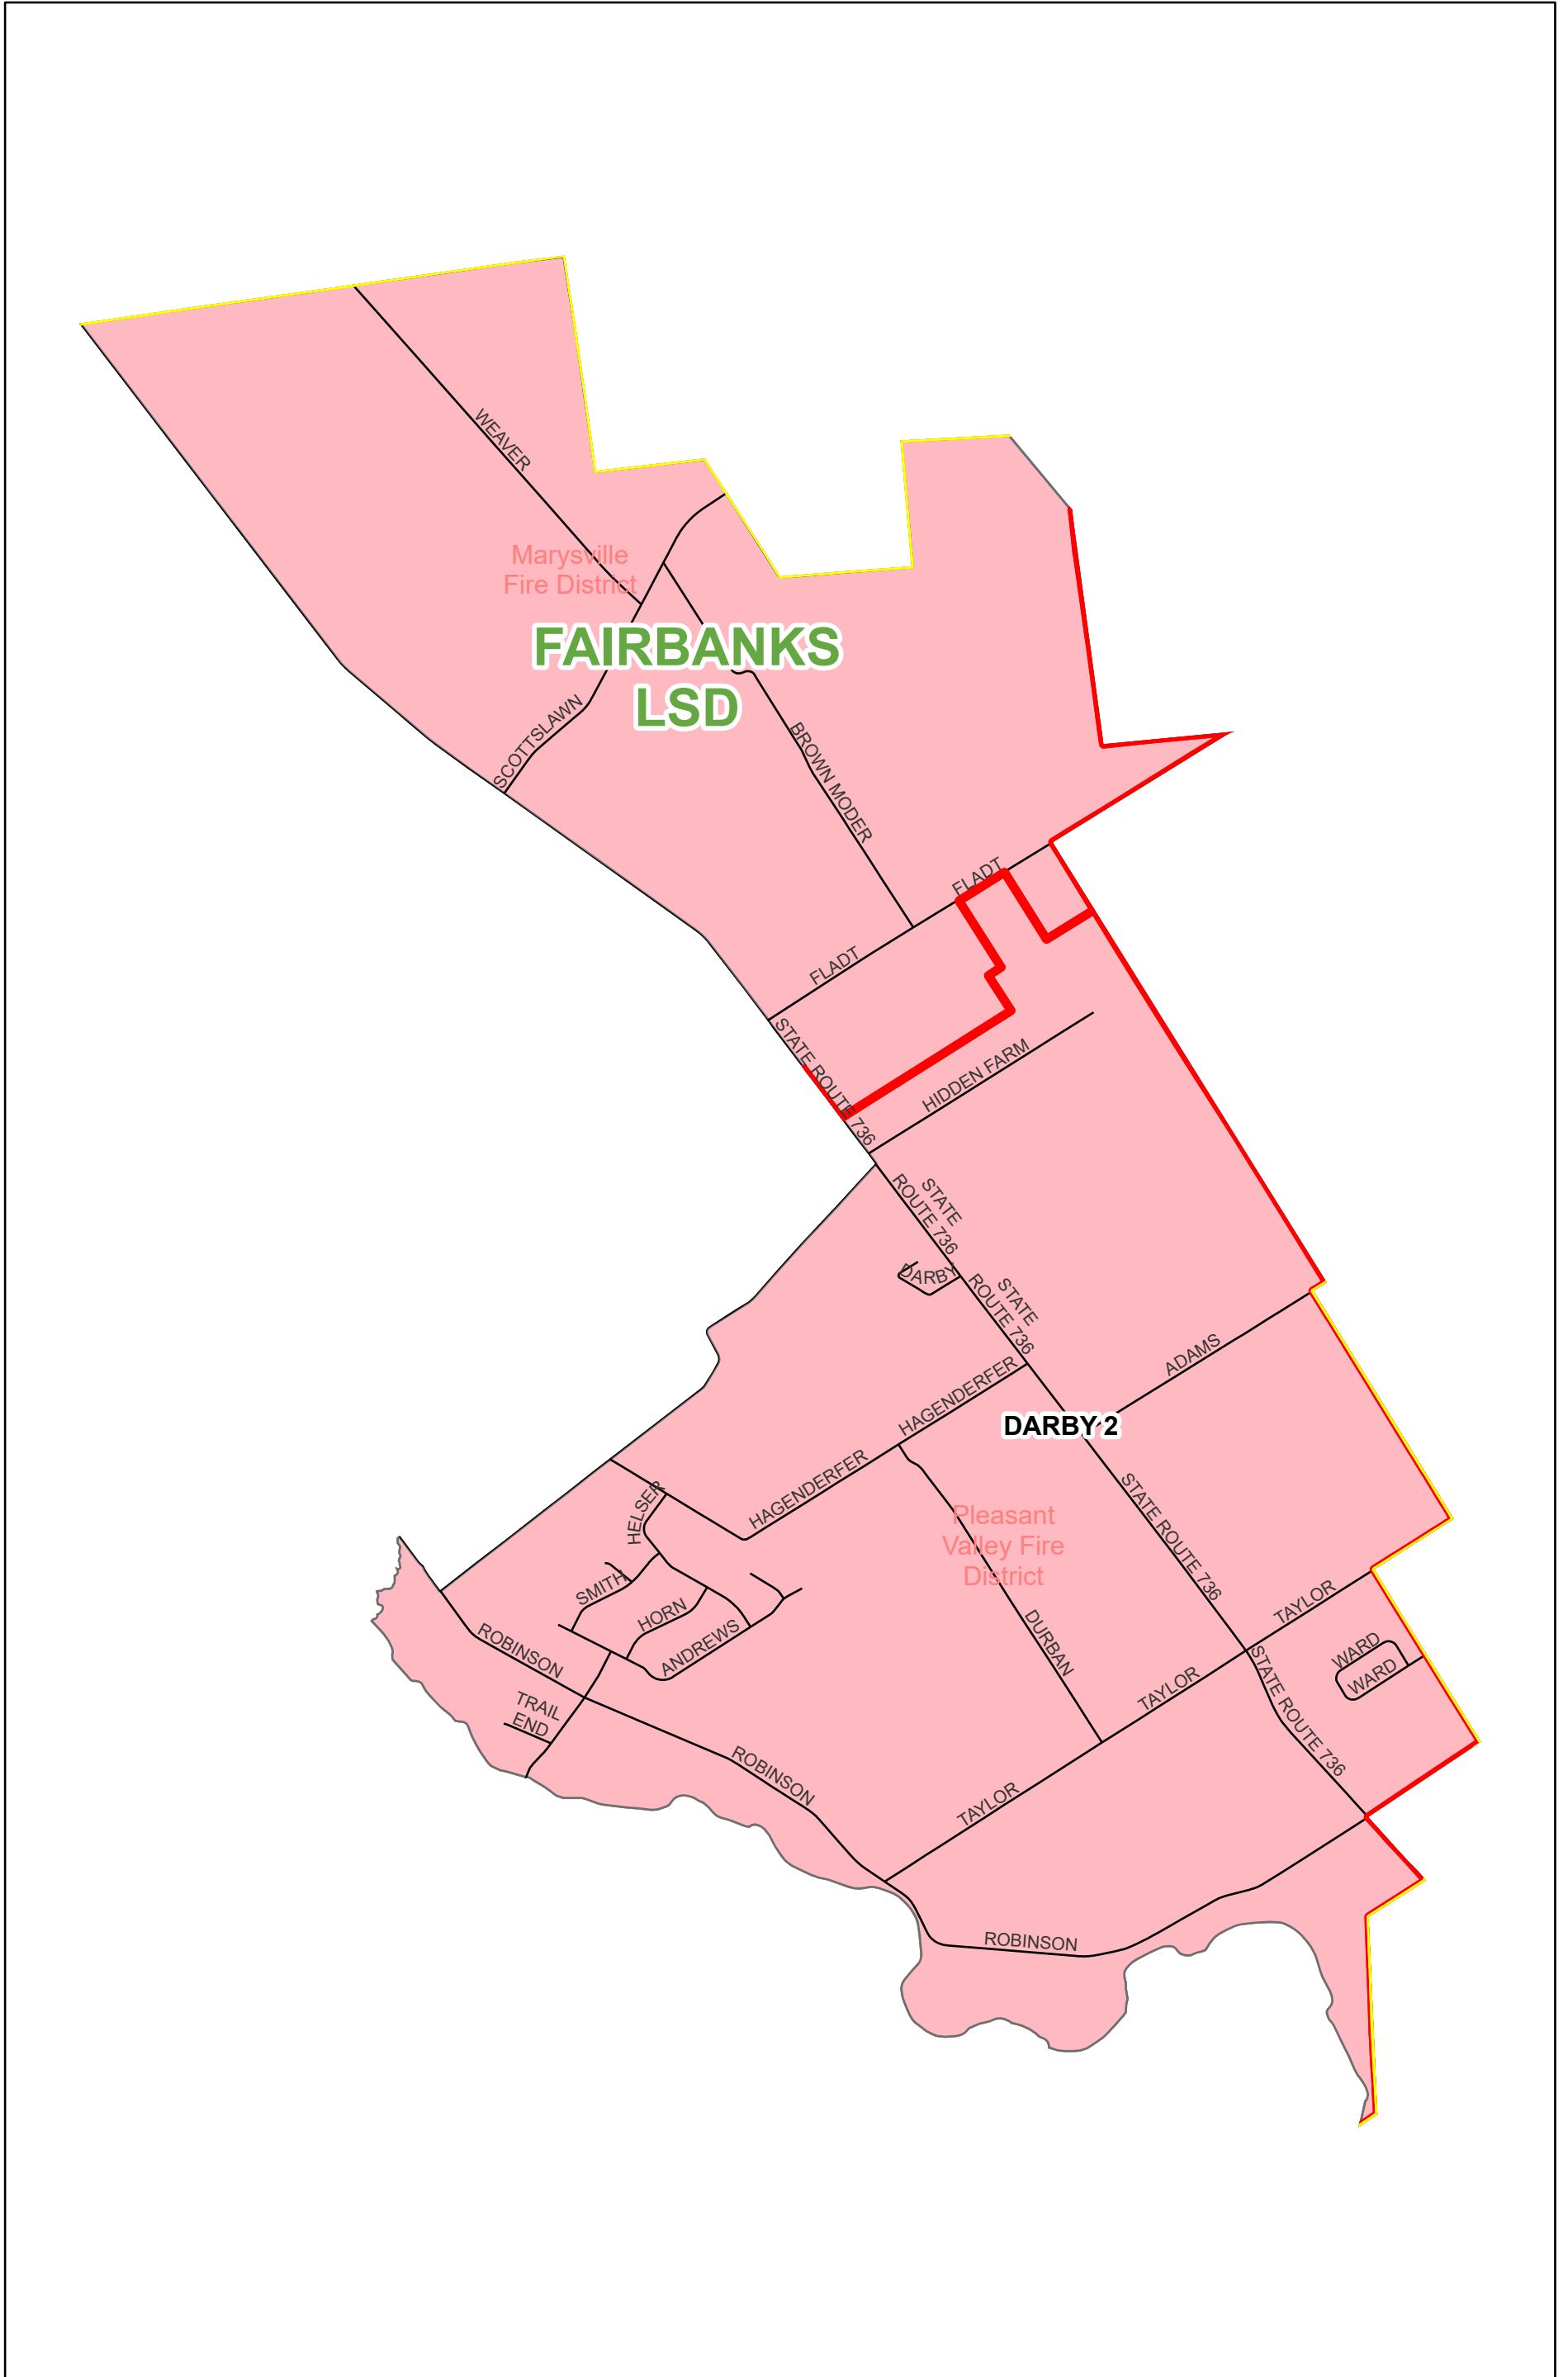 WEAVER
Marysville
Fire District
FAIRBANKS
LSD
SCOTTSLAWN
BROWN MODER
FLADT
FLADT
STATE ROUTE 736
HIDDEN FARM
STATE
ROUTE 736
DARBY
STATE
ROUTE 736
ADAMS
HAGENDERFER
DARBY 2
HAGENDERFER
HELSER
STATE ROUTE 736
Pleasant
Valley Fire
District
SMITH
HORN
ANDREWS
DURBAN
TAYLOR
ROBINSON
WARD
WARD
TAYLOR
STATE ROUTE 736
TRAIL
END
ROBINSON
TAYLOR
ROBINSON